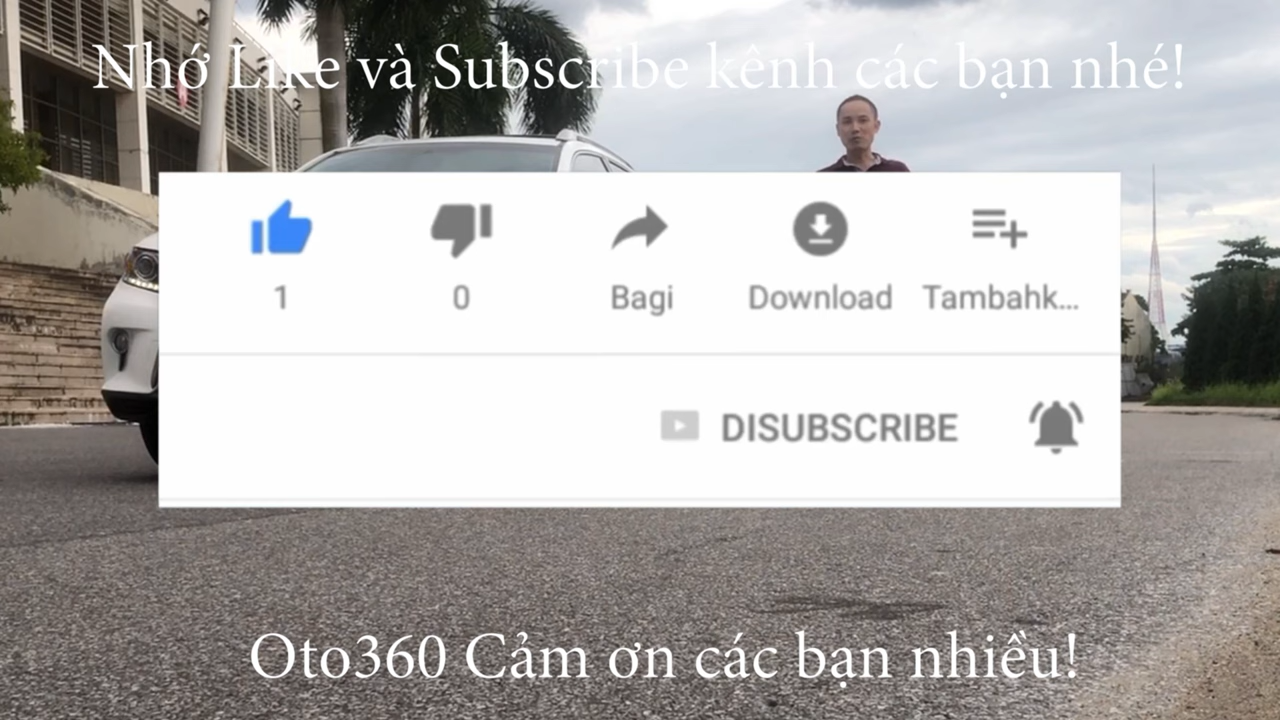 Nhớ Like và Subscribe kênh các bạn nhé!
1 0 Bagi Download Tambahk...
DISUBSCRIBE
Oto360 Cảm ơn các bạn nhiều!